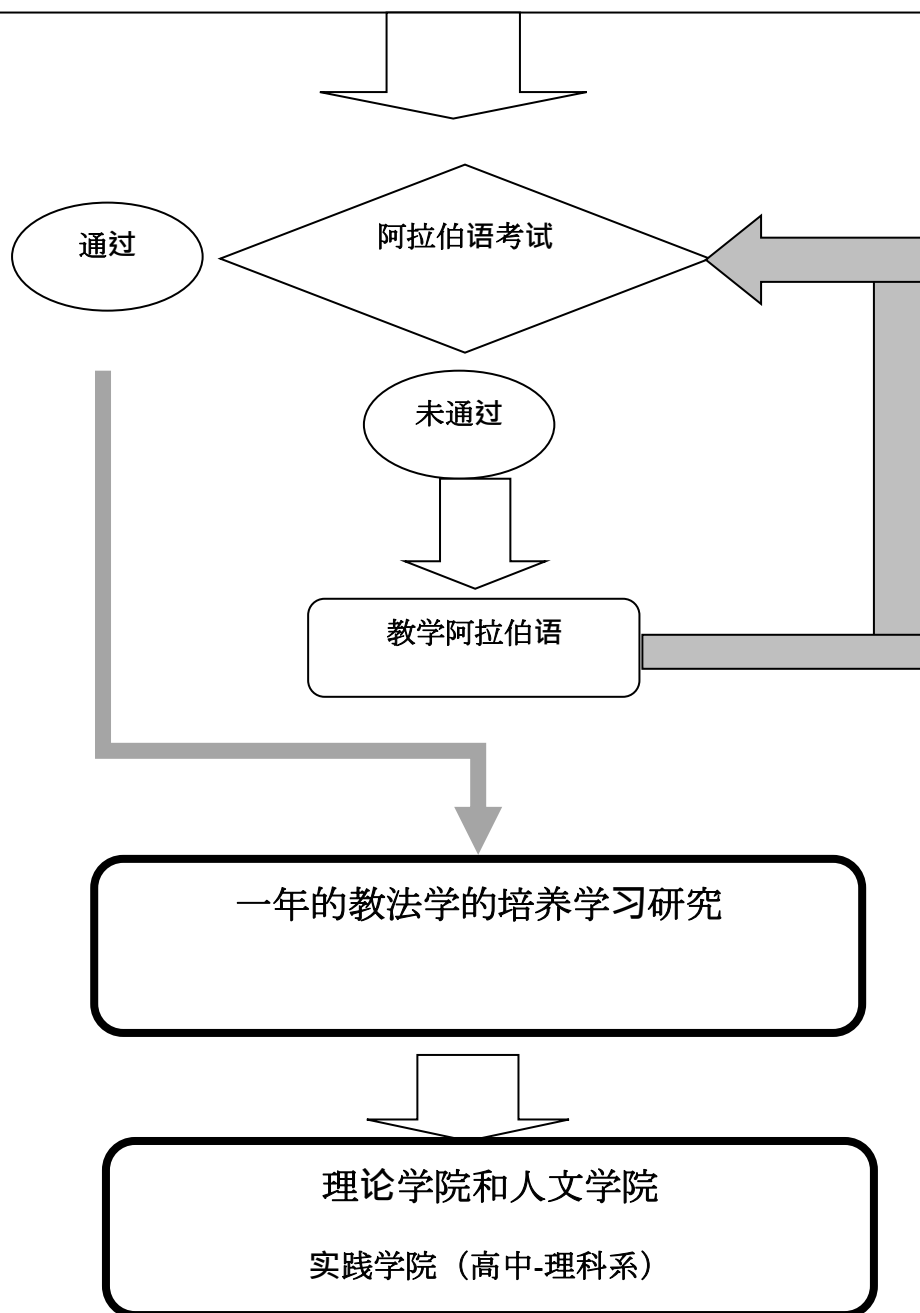 通过
阿拉伯语考试
未通过
教学阿拉伯语
一年的教法学的培养学习研究
理论学院和人文学院
实践学院（高中-理科系）